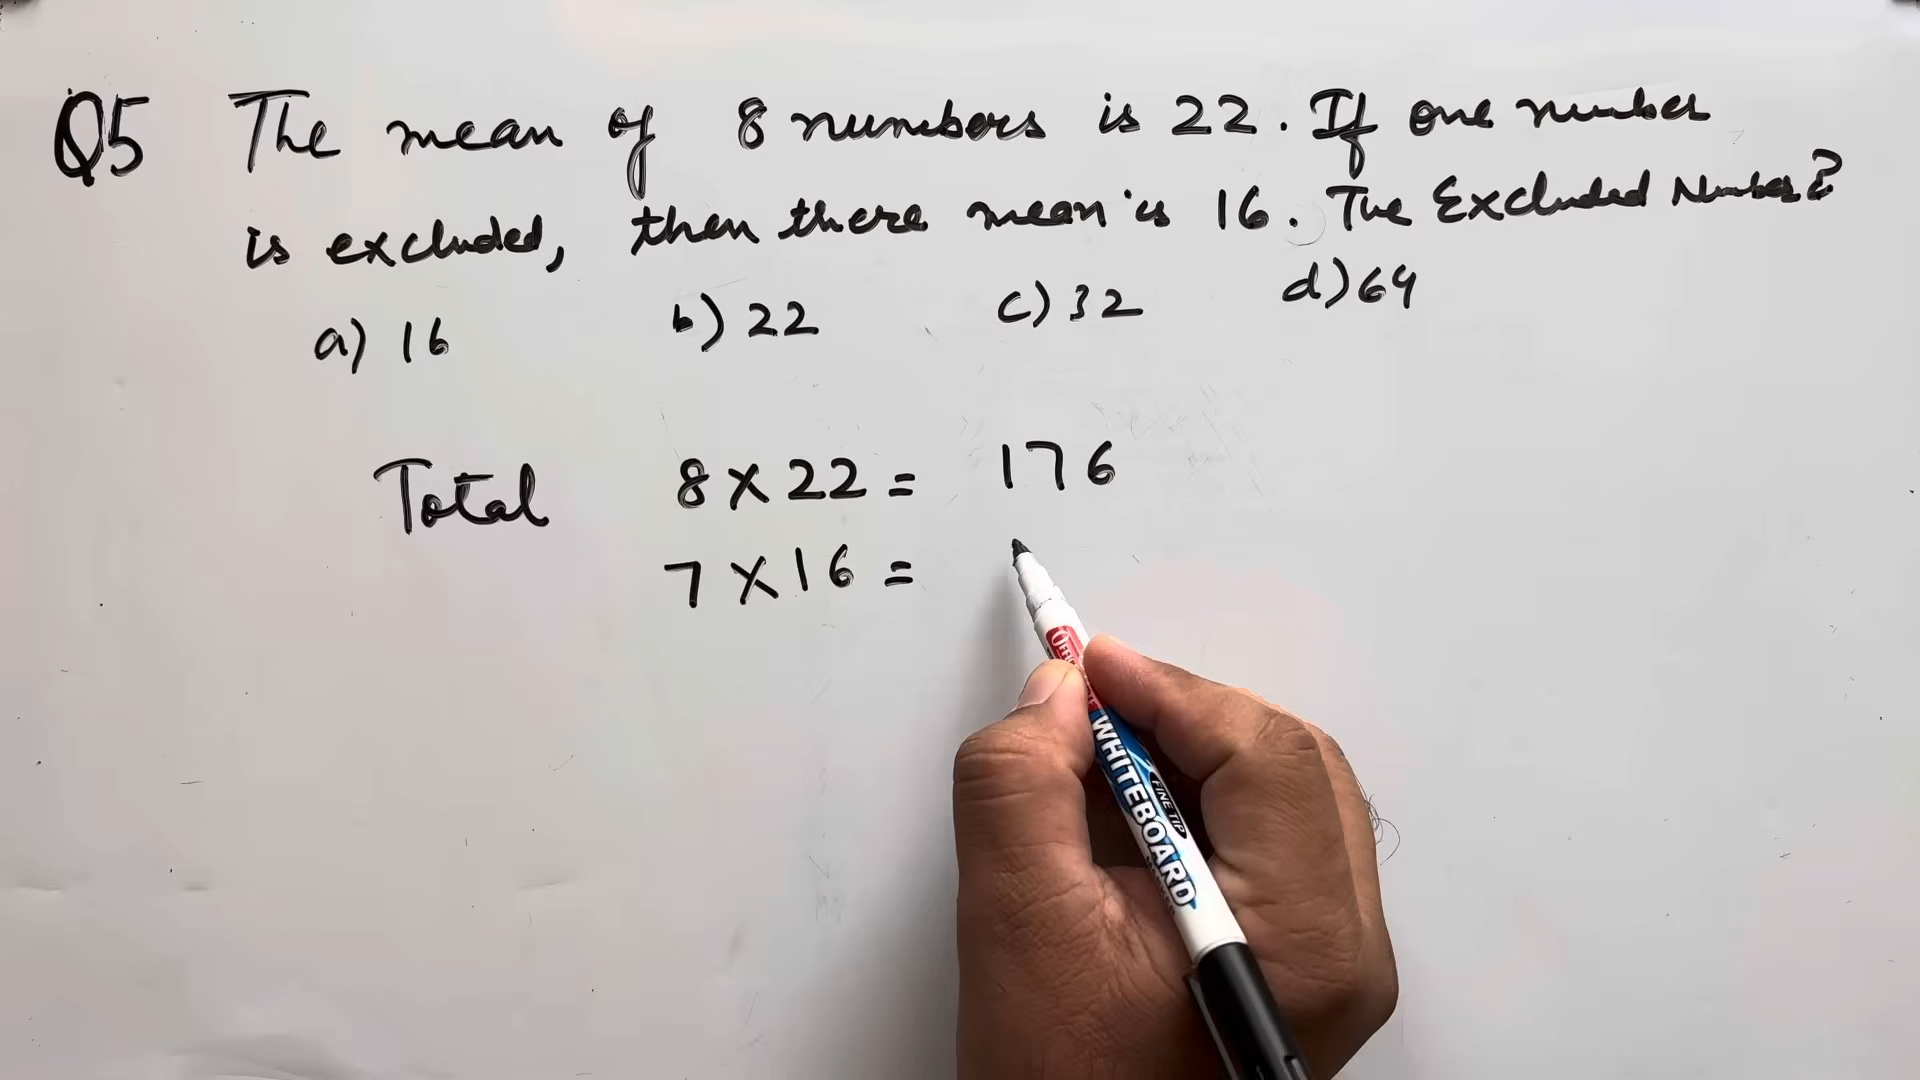 Q5 The mean of 8 numbers is 22. If one number
is excluded, then there mean is 16. The Excluded Number?
a) 16 b) 22 c) 32 d) 64
Total 8 × 22 = 176
7 × 16 =
WHITEBOARD
FINE TIP